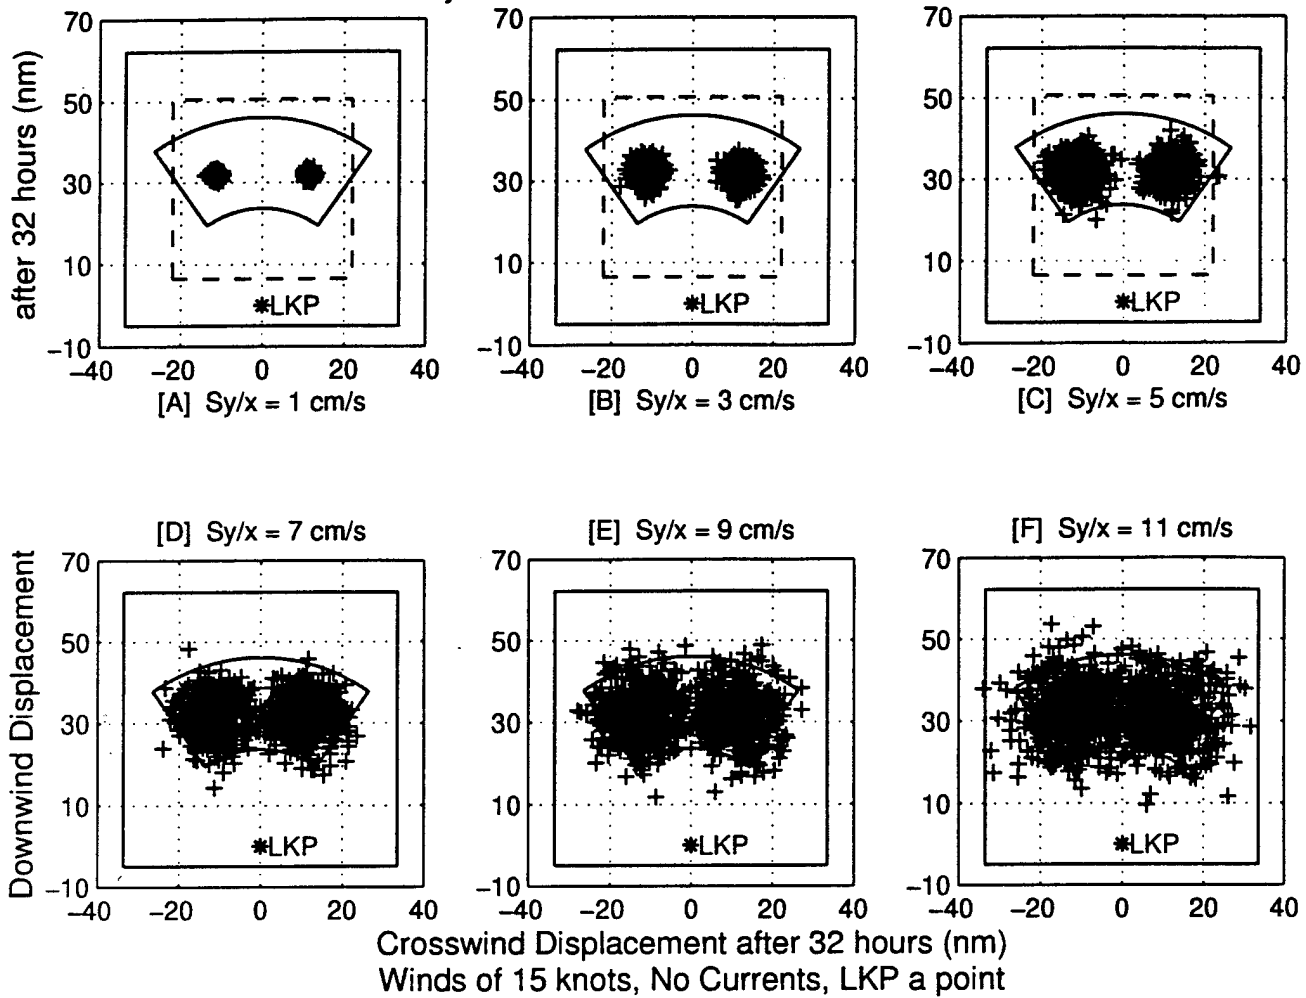 after 32 hours (nm)
70
50
30
10
−10
*LKP
−40 −20 0 20 40
[A] Sy/x = 1 cm/s
70
50
30
10
−10
*LKP
−40 −20 0 20 40
[B] Sy/x = 3 cm/s
70
50
30
10
−10
*LKP
−40 −20 0 20 40
[C] Sy/x = 5 cm/s
Downwind Displacement
[D] Sy/x = 7 cm/s
70
50
30
10
−10
*LKP
−40 −20 0 20 40
[E] Sy/x = 9 cm/s
70
50
30
10
−10
*LKP
−40 −20 0 20 40
[F] Sy/x = 11 cm/s
70
50
30
10
−10
*LKP
−40 −20 0 20 40
Crosswind Displacement after 32 hours (nm)
Winds of 15 knots, No Currents, LKP a point